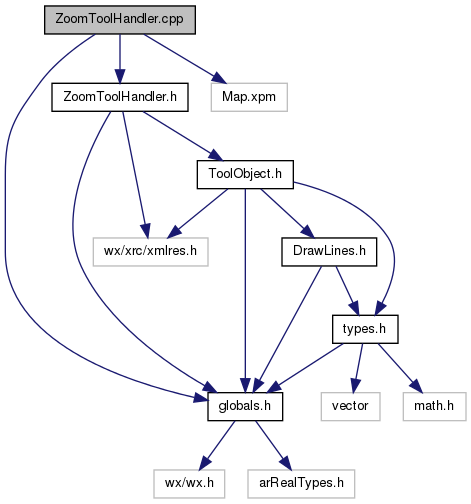 ZoomToolHandler.cpp
ZoomToolHandler.h
Map.xpm
ToolObject.h
wx/xrc/xmlres.h
DrawLines.h
types.h
globals.h
vector
math.h
wx/wx.h
arRealTypes.h